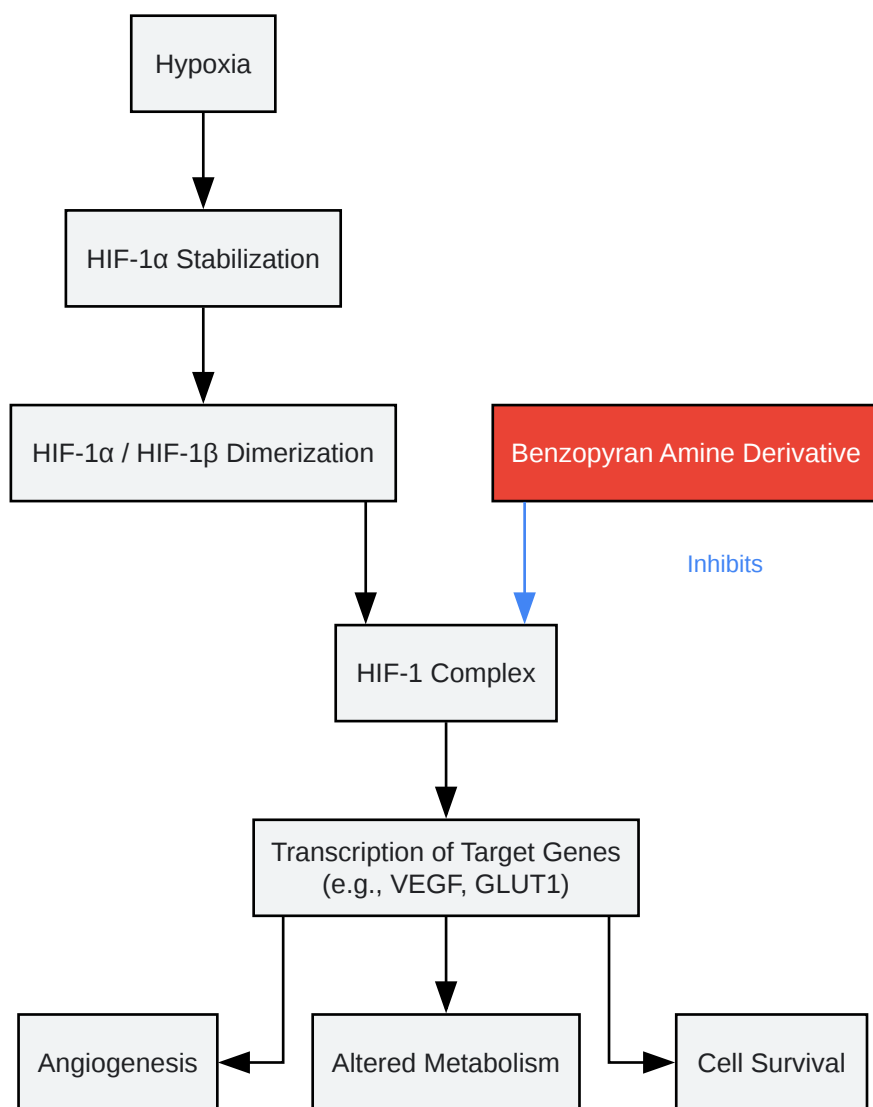 Hypoxia
HIF-1α Stabilization
HIF-1α / HIF-1β Dimerization
Benzopyran Amine Derivative
Inhibits
HIF-1 Complex
Transcription of Target Genes
(e.g., VEGF, GLUT1)
Angiogenesis
Altered Metabolism
Cell Survival